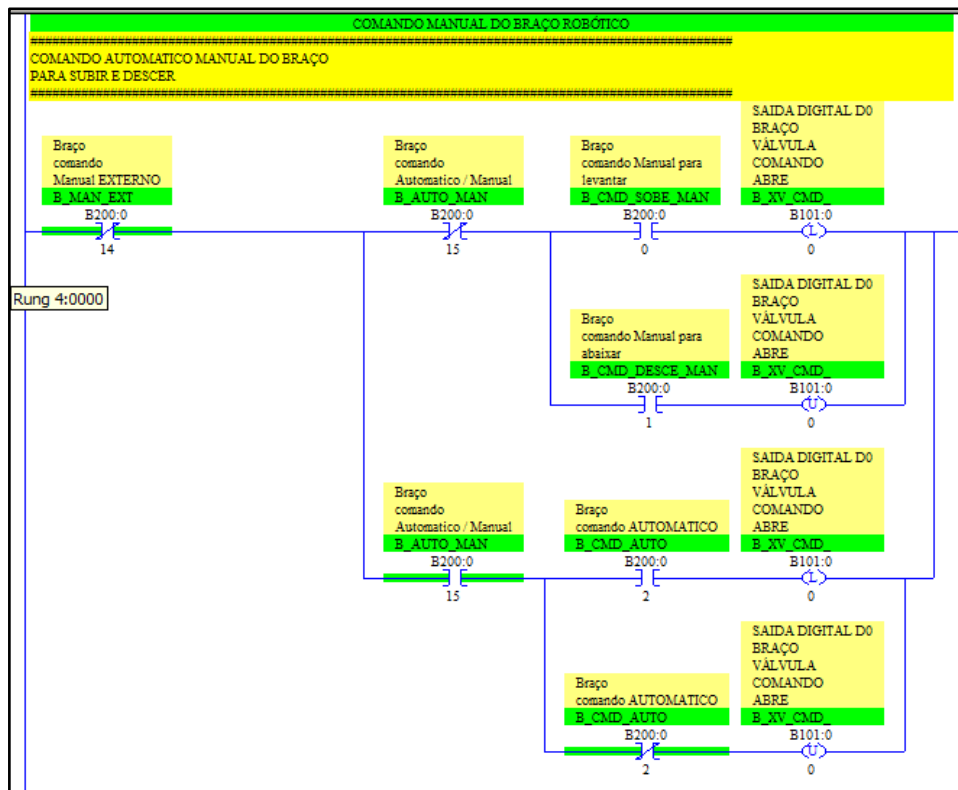 COMANDO MANUAL DO BRAÇO ROBÓTICO
####################################################################################################
COMANDO AUTOMATICO MANUAL DO BRAÇO
PARA SUBIR E DESCER
####################################################################################################
Braço
comando
Manual EXTERNO
B_MAN_EXT
B200:0
14
Braço
comando
Automatico / Manual
B_AUTO_MAN
B200:0
15
Braço
comando Manual para
levantar
B_CMD_SOBE_MAN
B200:0
0
SAIDA DIGITAL D0
BRAÇO
VÁLVULA
COMANDO
ABRE
B_XV_CMD_
B101:0
L
0
Rung 4:0000
Braço
comando Manual para
abaixar
B_CMD_DESCE_MAN
B200:0
1
SAIDA DIGITAL D0
BRAÇO
VÁLVULA
COMANDO
ABRE
B_XV_CMD_
B101:0
U
0
Braço
comando
Automatico / Manual
B_AUTO_MAN
B200:0
15
Braço
comando AUTOMATICO
B_CMD_AUTO
B200:0
2
SAIDA DIGITAL D0
BRAÇO
VÁLVULA
COMANDO
ABRE
B_XV_CMD_
B101:0
L
0
Braço
comando AUTOMATICO
B_CMD_AUTO
B200:0
2
SAIDA DIGITAL D0
BRAÇO
VÁLVULA
COMANDO
ABRE
B_XV_CMD_
B101:0
U
0